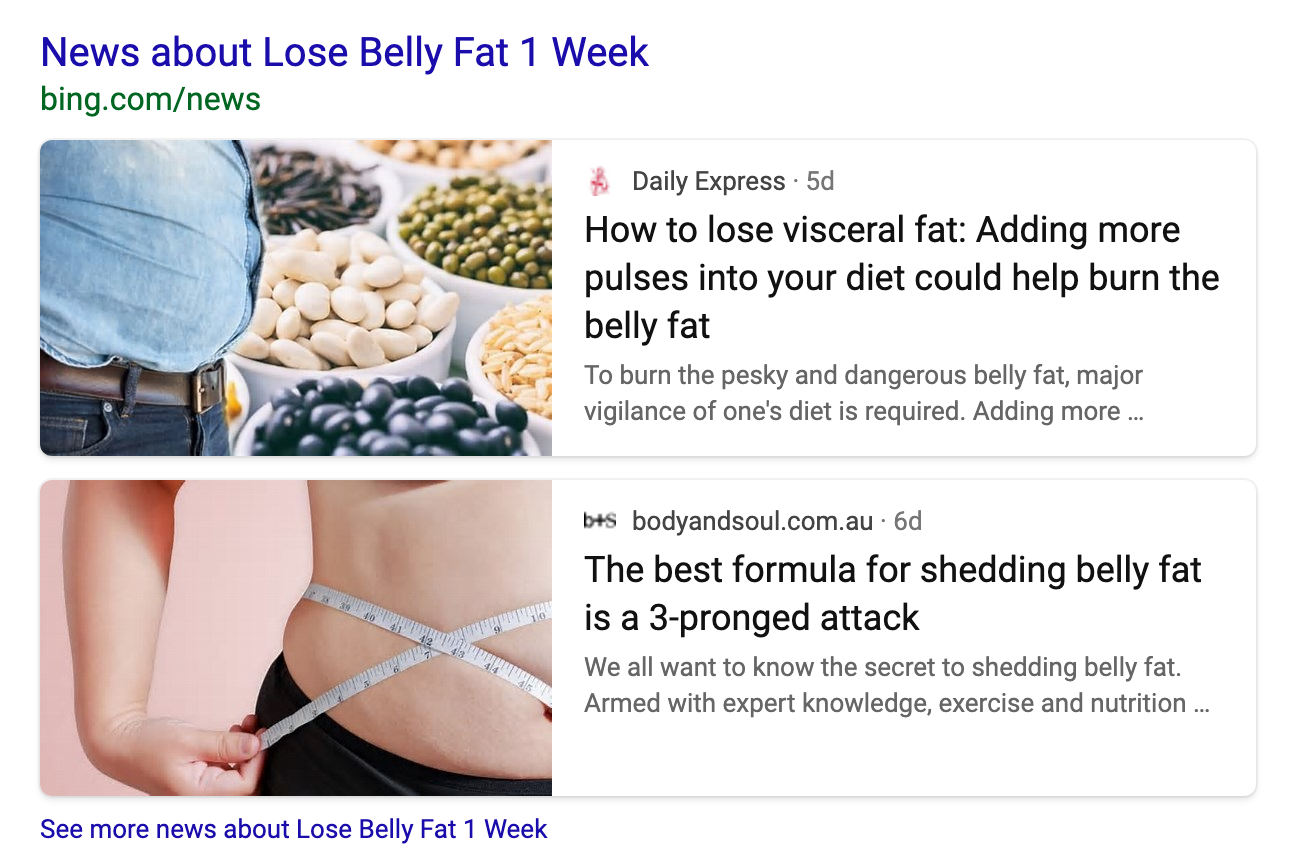 News about Lose Belly Fat 1 Week
bing.com/news
Daily Express · 5d
How to lose visceral fat: Adding more
pulses into your diet could help burn the
belly fat
To burn the pesky and dangerous belly fat, major
vigilance of one's diet is required. Adding more ...
b+s bodyandsoul.com.au · 6d
The best formula for shedding belly fat
is a 3-pronged attack
We all want to know the secret to shedding belly fat.
Armed with expert knowledge, exercise and nutrition ...
See more news about Lose Belly Fat 1 Week